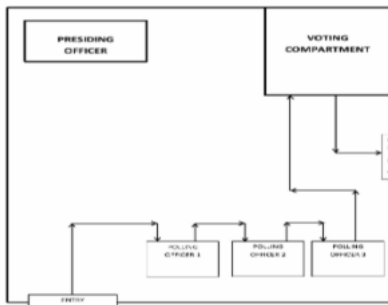 PRESIDING
OFFICER
VOTING
COMPARTMENT
POLLING
OFFICER 1
POLLING
OFFICER 2
POLLING
OFFICER 3
ENTRY